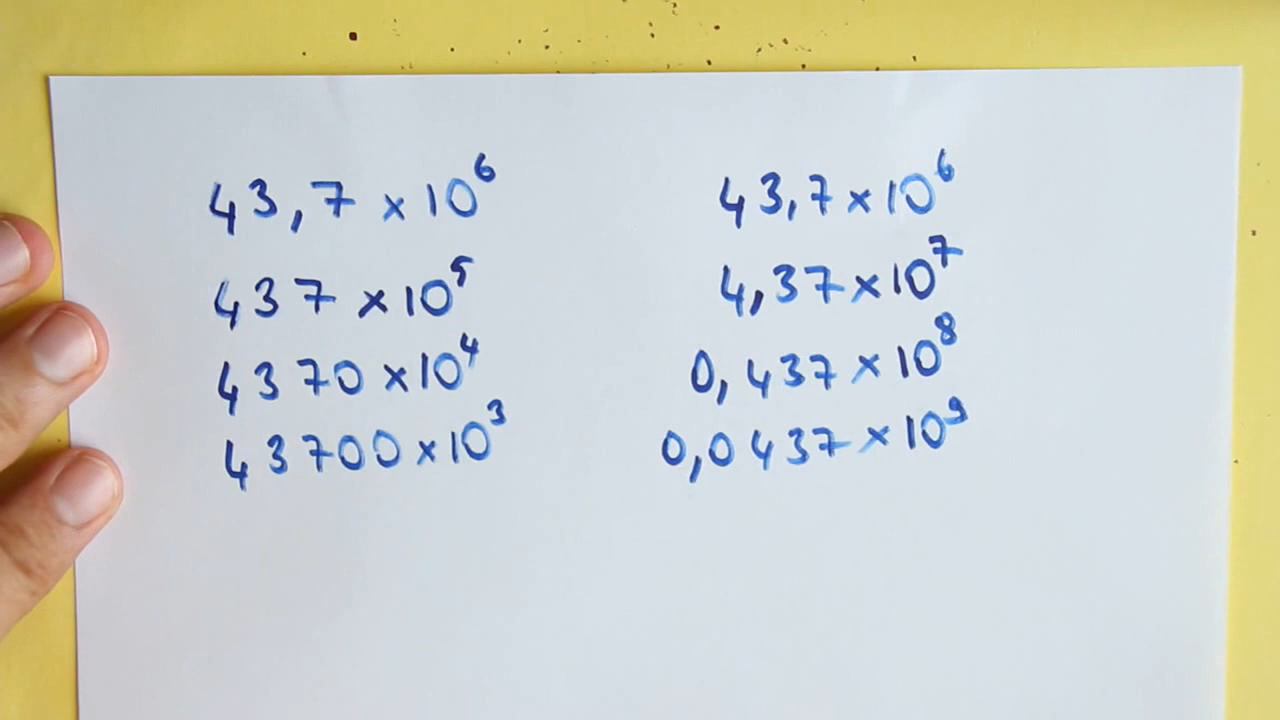 43,7 × 10⁶
437 × 10⁵
4370 × 10⁴
43700 × 10³
43,7 × 10⁶
4,37 × 10⁷
0,437 × 10⁸
0,0437 × 10⁹